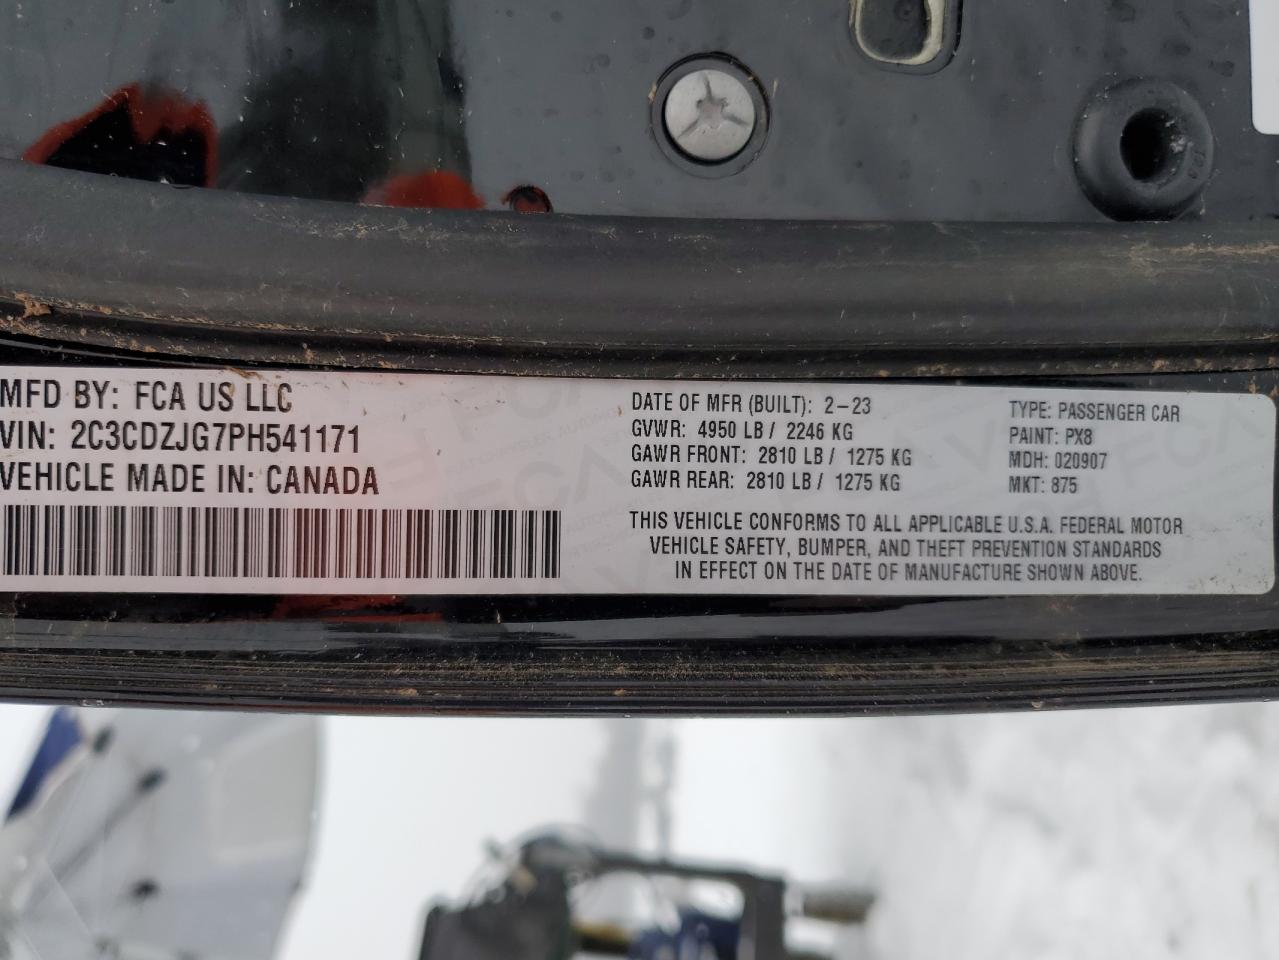 MFD BY: FCA US LLC
VIN: 2C3CDZJG7PH541171
VEHICLE MADE IN: CANADA
DATE OF MFR (BUILT): 2-23
GVWR: 4950 LB / 2246 KG
GAWR FRONT: 2810 LB / 1275 KG
GAWR REAR: 2810 LB / 1275 KG
TYPE: PASSENGER CAR
PAINT: PX8
MDH: 020907
MKT: 875
THIS VEHICLE CONFORMS TO ALL APPLICABLE U.S.A. FEDERAL MOTOR
VEHICLE SAFETY, BUMPER, AND THEFT PREVENTION STANDARDS
IN EFFECT ON THE DATE OF MANUFACTURE SHOWN ABOVE.